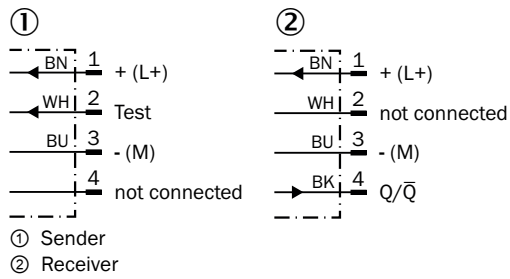 ① ②
BN 1 + (L+)
WH 2 Test
BU 3 - (M)
4 not connected
BN 1 + (L+)
WH 2 not connected
BU 3 - (M)
BK 4 Q/Q̅
① Sender
② Receiver